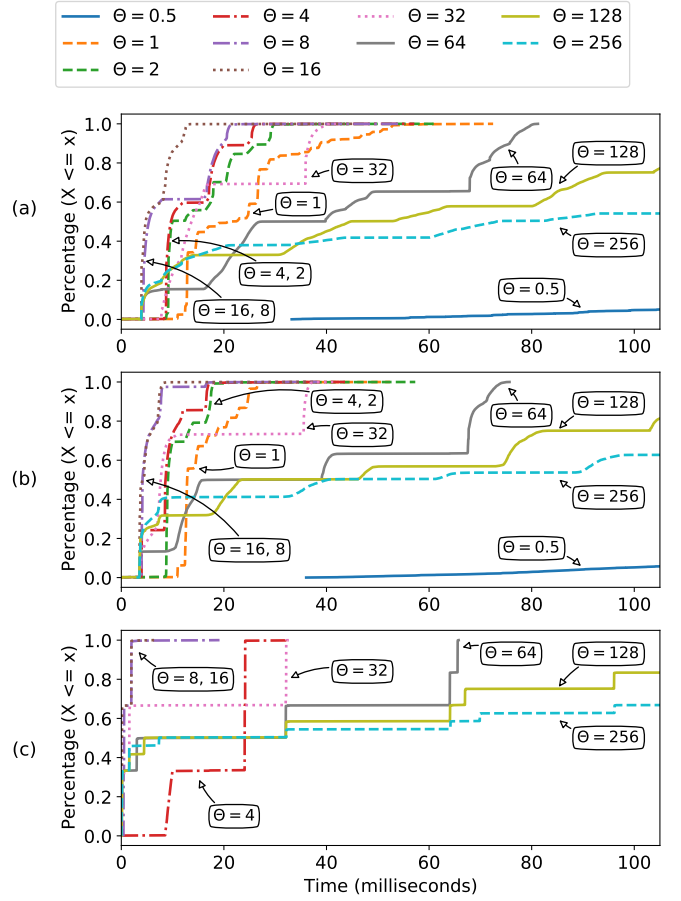 Θ = 0.5 Θ = 4 Θ = 32 Θ = 128
Θ = 1 Θ = 8 Θ = 64 Θ = 256
Θ = 2 Θ = 16
(a)
Percentage (X <= x)
1.0
0.8
0.6
0.4
0.2
0.0
Θ = 32
Θ = 64
Θ = 128
Θ = 1
Θ = 4, 2
Θ = 256
Θ = 16, 8
Θ = 0.5
0 20 40 60 80 100
(b)
Percentage (X <= x)
1.0
0.8
0.6
0.4
0.2
0.0
Θ = 4, 2
Θ = 64
Θ = 128
Θ = 32
Θ = 1
Θ = 256
Θ = 16, 8
Θ = 0.5
0 20 40 60 80 100
(c)
Percentage (X <= x)
1.0
0.8
0.6
0.4
0.2
0.0
Θ = 64
Θ = 128
Θ = 8, 16
Θ = 32
Θ = 256
Θ = 4
0 20 40 60 80 100
Time (milliseconds)